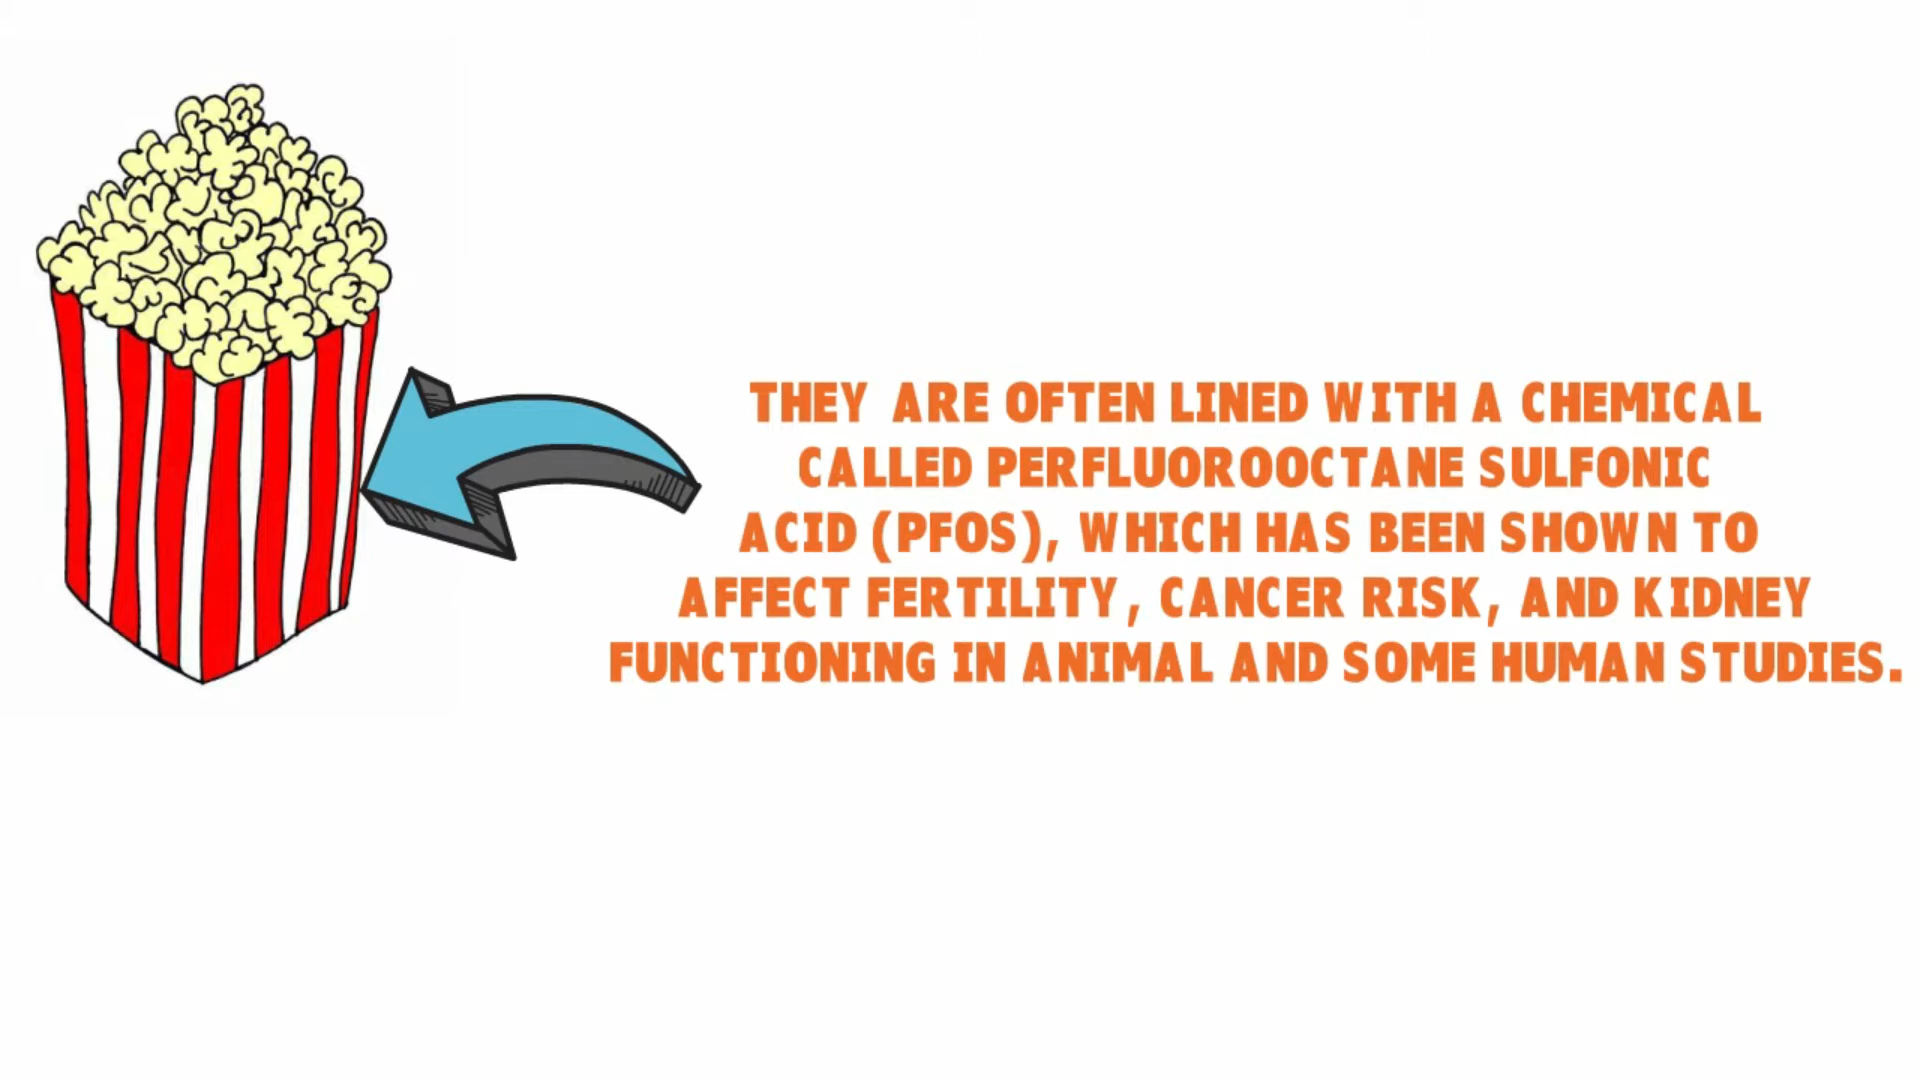 THEY ARE OFTEN LINED WITH A CHEMICAL
CALLED PERFLUOROOCTANE SULFONIC
ACID (PFOS), WHICH HAS BEEN SHOWN TO
AFFECT FERTILITY, CANCER RISK, AND KIDNEY
FUNCTIONING IN ANIMAL AND SOME HUMAN STUDIES.